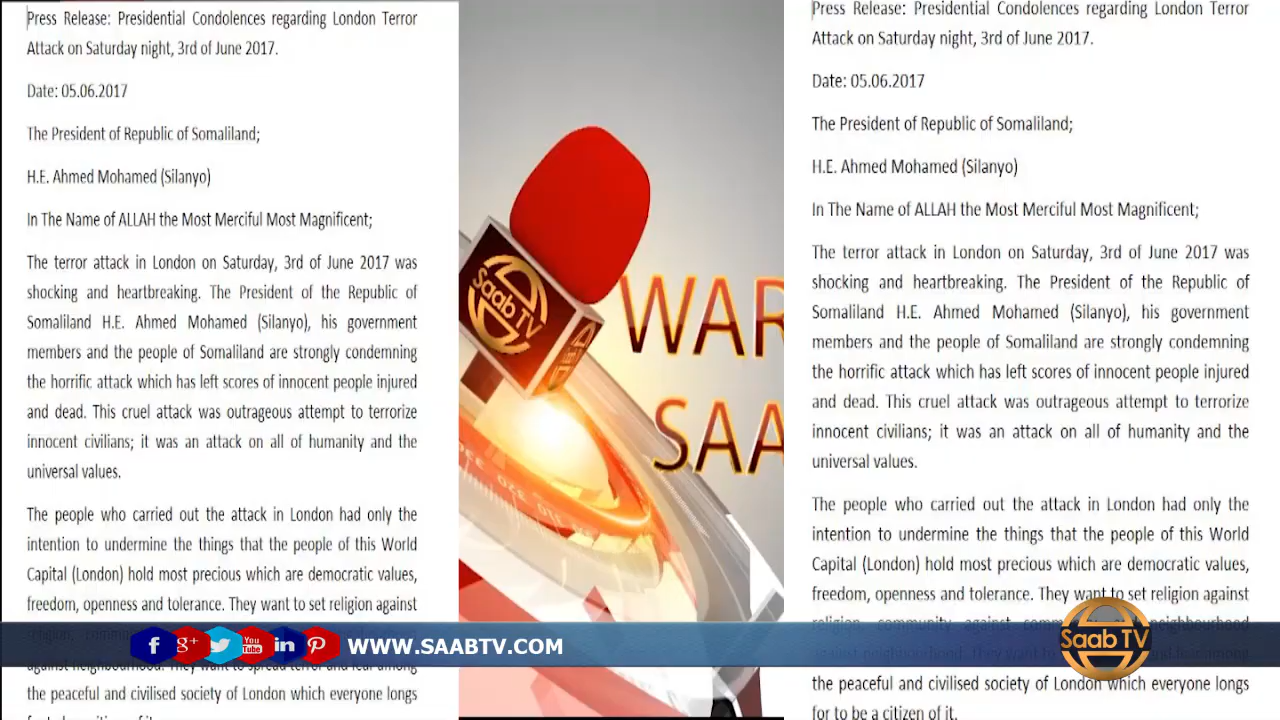 Press Release: Presidential Condolences regarding London Terror
Attack on Saturday night, 3rd of June 2017.
Date: 05.06.2017
The President of Republic of Somaliland;
H.E. Ahmed Mohamed (Silanyo)
In The Name of ALLAH the Most Merciful Most Magnificent;
The terror attack in London on Saturday, 3rd of June 2017 was
shocking and heartbreaking. The President of the Republic of
Somaliland H.E. Ahmed Mohamed (Silanyo), his government
members and the people of Somaliland are strongly condemning
the horrific attack which has left scores of innocent people injured
and dead. This cruel attack was outrageous attempt to terrorize
innocent civilians; it was an attack on all of humanity and the
universal values.
The people who carried out the attack in London had only the
intention to undermine the things that the people of this World
Capital (London) hold most precious which are democratic values,
freedom, openness and tolerance. They want to set religion against
against neighbourhood. They want to spread terror and fear among
the peaceful and civilised society of London which everyone longs
Saab TV
WAR
SAA
Press Release: Presidential Condolences regarding London Terror
Attack on Saturday night, 3rd of June 2017.
Date: 05.06.2017
The President of Republic of Somaliland;
H.E. Ahmed Mohamed (Silanyo)
In The Name of ALLAH the Most Merciful Most Magnificent;
The terror attack in London on Saturday, 3rd of June 2017 was
shocking and heartbreaking. The President of the Republic of
Somaliland H.E. Ahmed Mohamed (Silanyo), his government
members and the people of Somaliland are strongly condemning
the horrific attack which has left scores of innocent people injured
and dead. This cruel attack was outrageous attempt to terrorize
innocent civilians; it was an attack on all of humanity and the
universal values.
The people who carried out the attack in London had only the
intention to undermine the things that the people of this World
Capital (London) hold most precious which are democratic values,
freedom, openness and tolerance. They want to set religion against
religion, community against neighbourhood
the peaceful and civilised society of London which everyone longs
for to be a citizen of it.
You Tube
WWW.SAABTV.COM
Saab TV